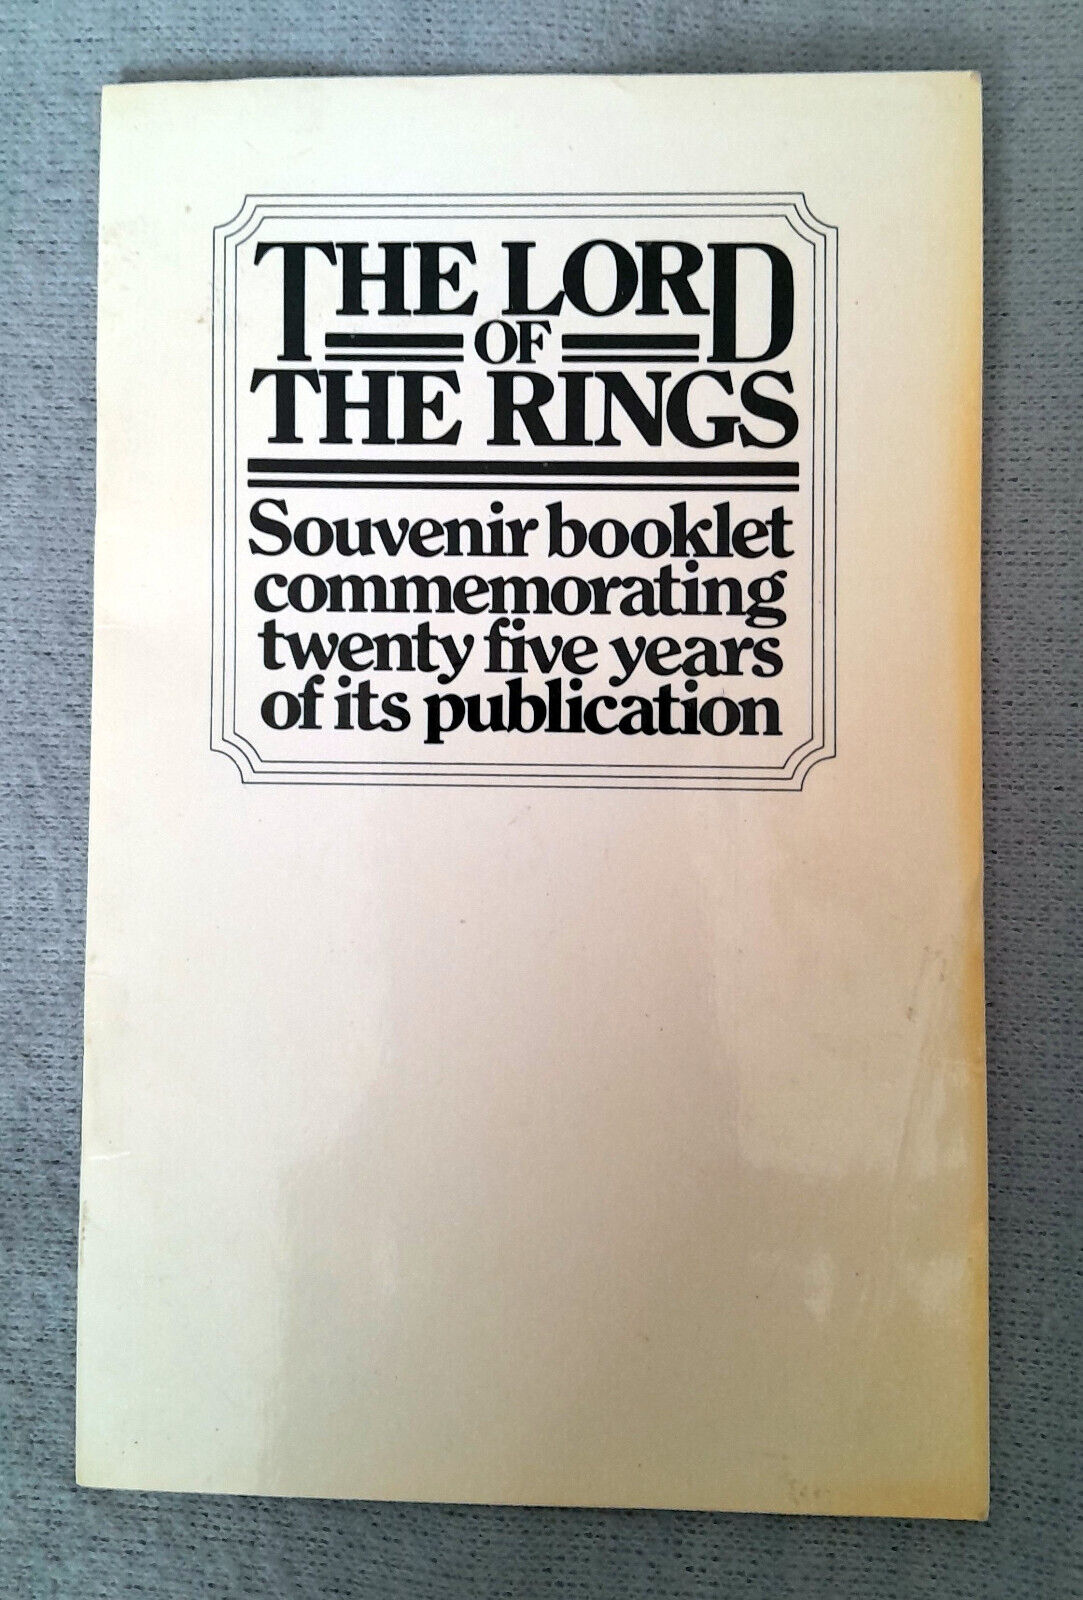 THE LORD
OF
THE RINGS
Souvenir booklet
commemorating
twenty five years
of its publication